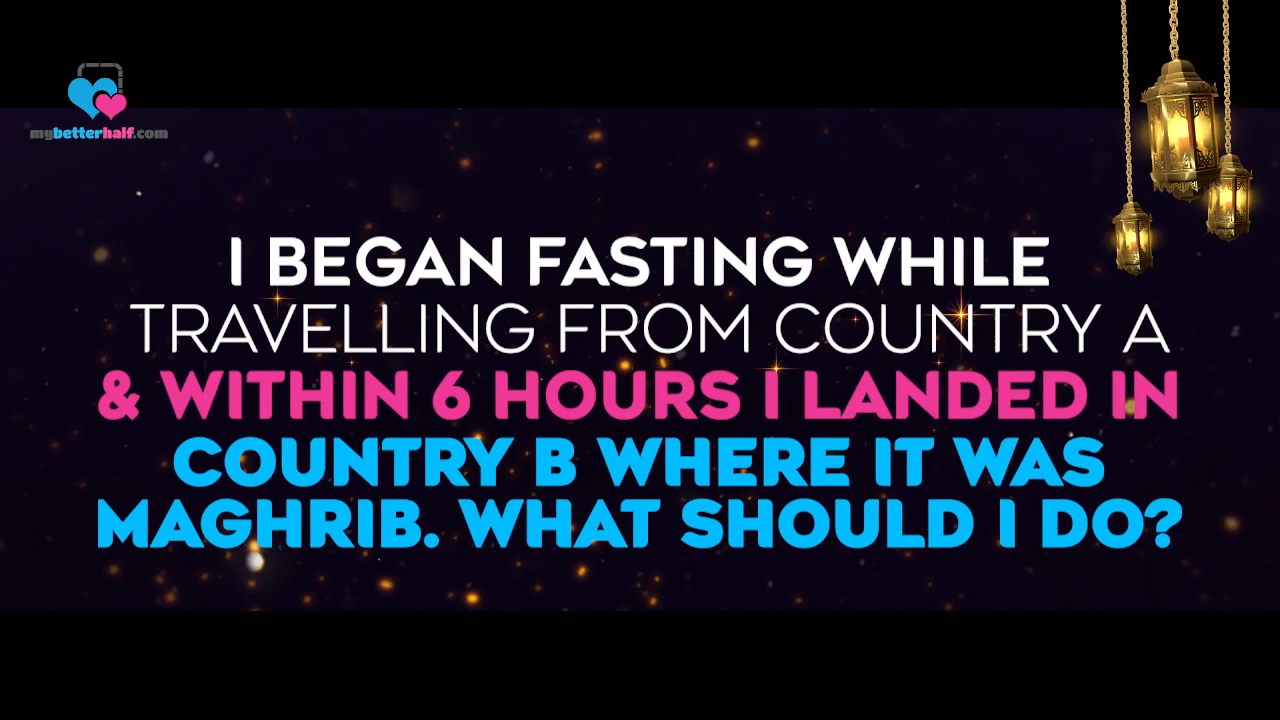 mybetterhalf.com
I BEGAN FASTING WHILE
TRAVELLING FROM COUNTRY A
& WITHIN 6 HOURS I LANDED IN
COUNTRY B WHERE IT WAS
MAGHRIB. WHAT SHOULD I DO?